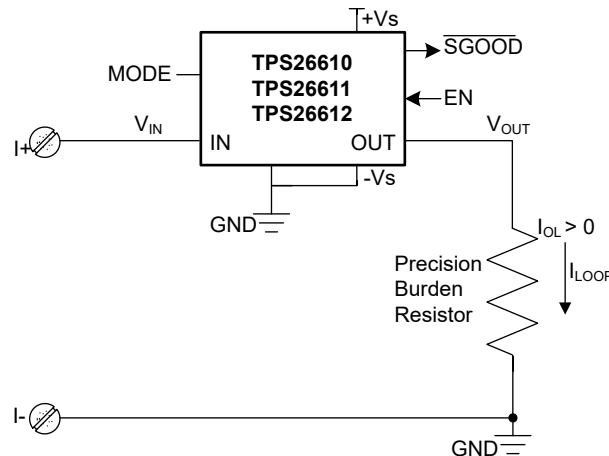 +Vs
SGOOD
MODE
TPS26610
TPS26611
TPS26612
EN
VIN
VOUT
I+
IN
OUT
-Vs
GND
IOL > 0
ILOOP
Precision
Burden
Resistor
I-
GND